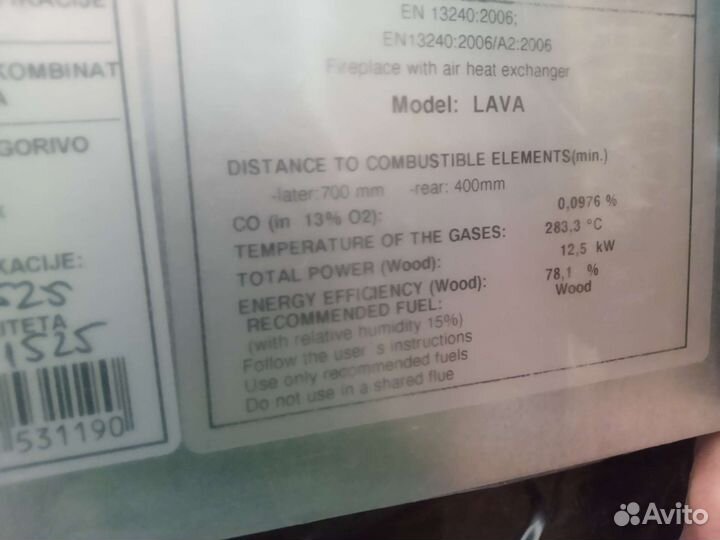 KOMBINAT
A
GORIVO
KACIJE:
525
ITETA
1525
531190
EN 13240:2006;
EN13240:2006/A2:2006
Fireplace with air heat exchanger
Model: LAVA
DISTANCE TO COMBUSTIBLE ELEMENTS(min.)
-later:700 mm -rear: 400mm
CO (in 13% O2): 0,0976 %
TEMPERATURE OF THE GASES: 283,3 °C
TOTAL POWER (Wood): 12,5 kW
ENERGY EFFICIENCY (Wood): 78,1 %
RECOMMENDED FUEL: Wood
(with relative humidity 15%)
Follow the user s instructions
Use only recommended fuels
Do not use in a shared flue
Avito